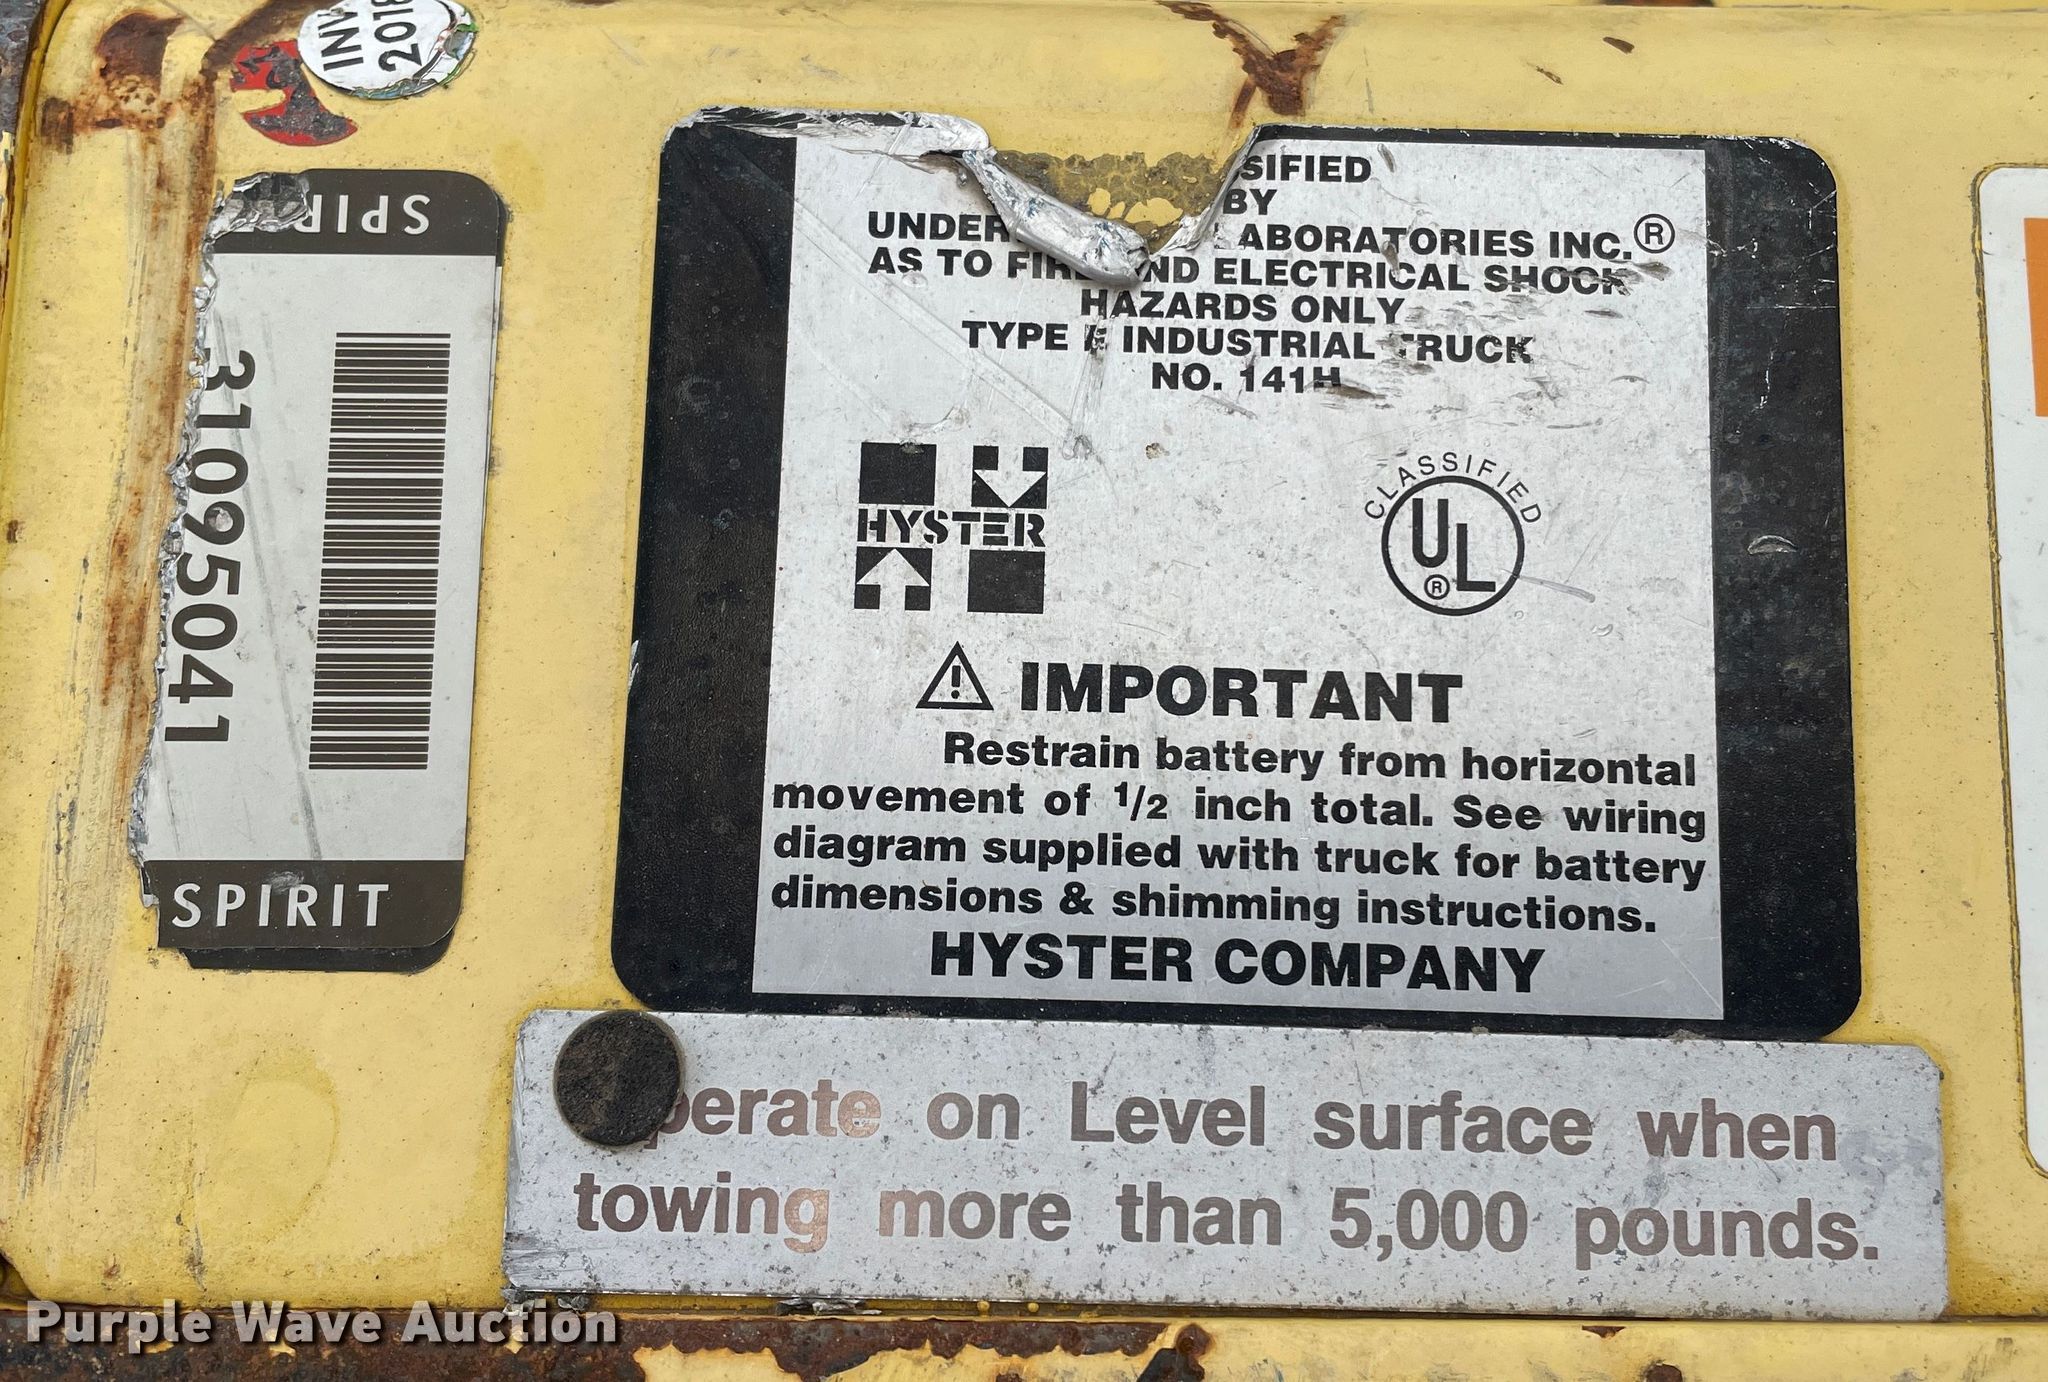 INV
2018
SPIRIT
31095041
SPIRIT
SIFIED
BY
ABORATORIES INC.®
AS TO AND ELECTRICAL SHOCK
HAZARDS ONLY
TYPE E INDUSTRIAL TRUCK
NO. 141H
HYSTER
CLASSIFIED
UL
®
⚠ IMPORTANT
Restrain battery from horizontal
movement of 1/2 inch total. See wiring
diagram supplied with truck for battery
dimensions & shimming instructions.
HYSTER COMPANY
Operate on Level surface when
towing more than 5,000 pounds.
Purple Wave Auction